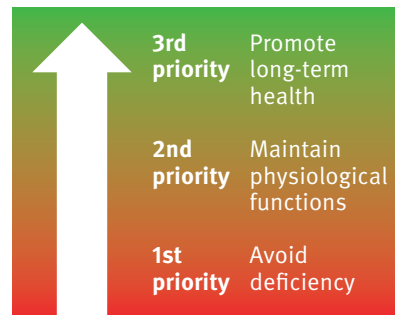 3rd priority Promote long-term health
2nd priority Maintain physiological functions
1st priority Avoid deficiency